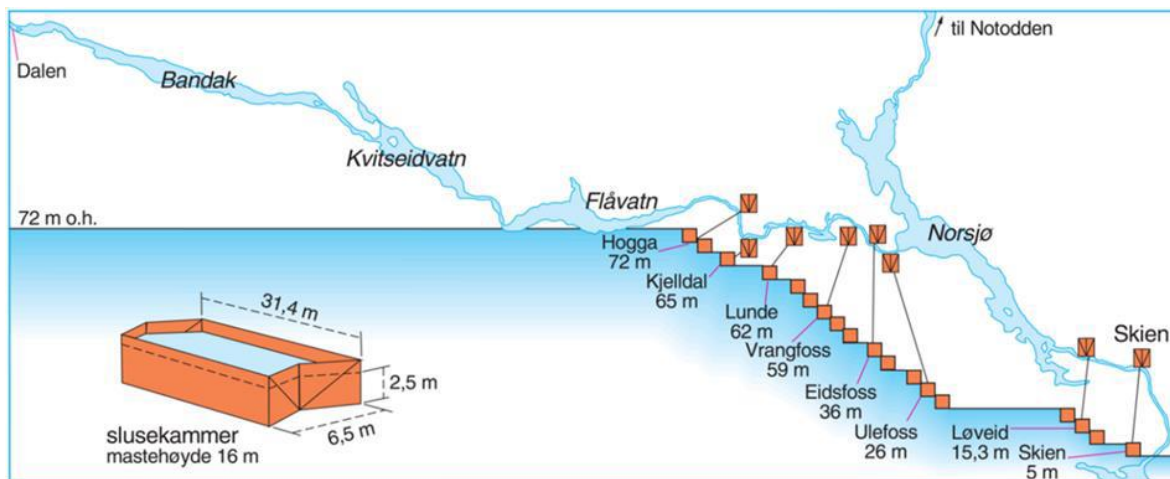 til Notodden
Dalen
Bandak
Kvitseidvatn
Flåvatn
72 m o.h.
Norsjø
Hogga
72 m
Kjelldal
65 m
Lunde
62 m
Vrangfoss
59 m
Eidsfoss
36 m
Ulefoss
26 m
Løveid
15,3 m
Skien
Skien
5 m
31,4 m
2,5 m
6,5 m
slusekammer
mastehøyde 16 m